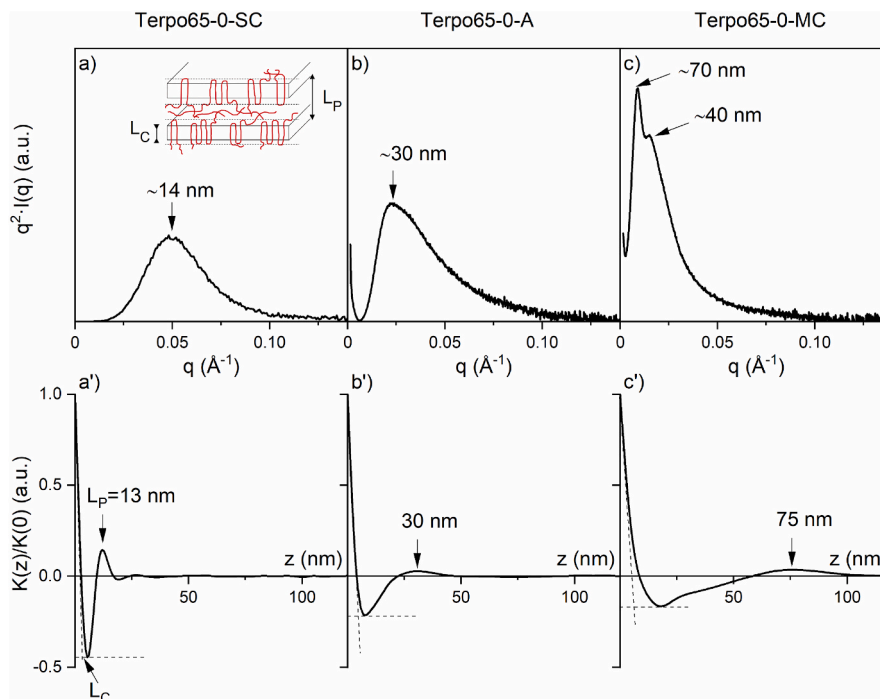 Terpo65-0-SC
Terpo65-0-A
Terpo65-0-MC
a)
b)
c)
L_P
L_C
~14 nm
~30 nm
~70 nm
~40 nm
q²·I(q) (a.u.)
0 0.05 0.10
0 0.05 0.10
0 0.05 0.10
q (Å⁻¹)
q (Å⁻¹)
q (Å⁻¹)
a')
b')
c')
1.0
0.5
0.0
-0.5
K(z)/K(0) (a.u.)
L_P=13 nm
30 nm
75 nm
z (nm)
z (nm)
z (nm)
50 100
50 100
50 100
L_C